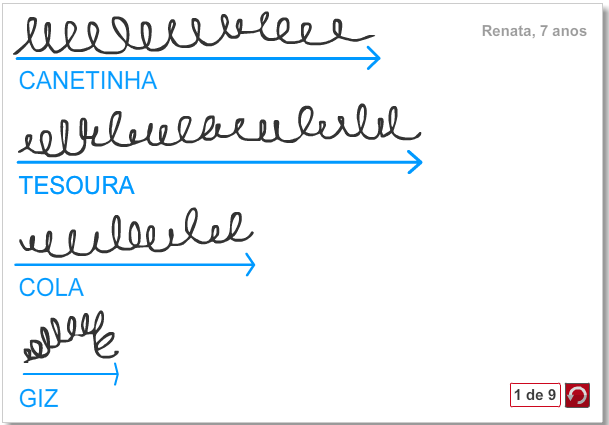 Renata, 7 anos
CANETINHA
TESOURA
COLA
GIZ
1 de 9